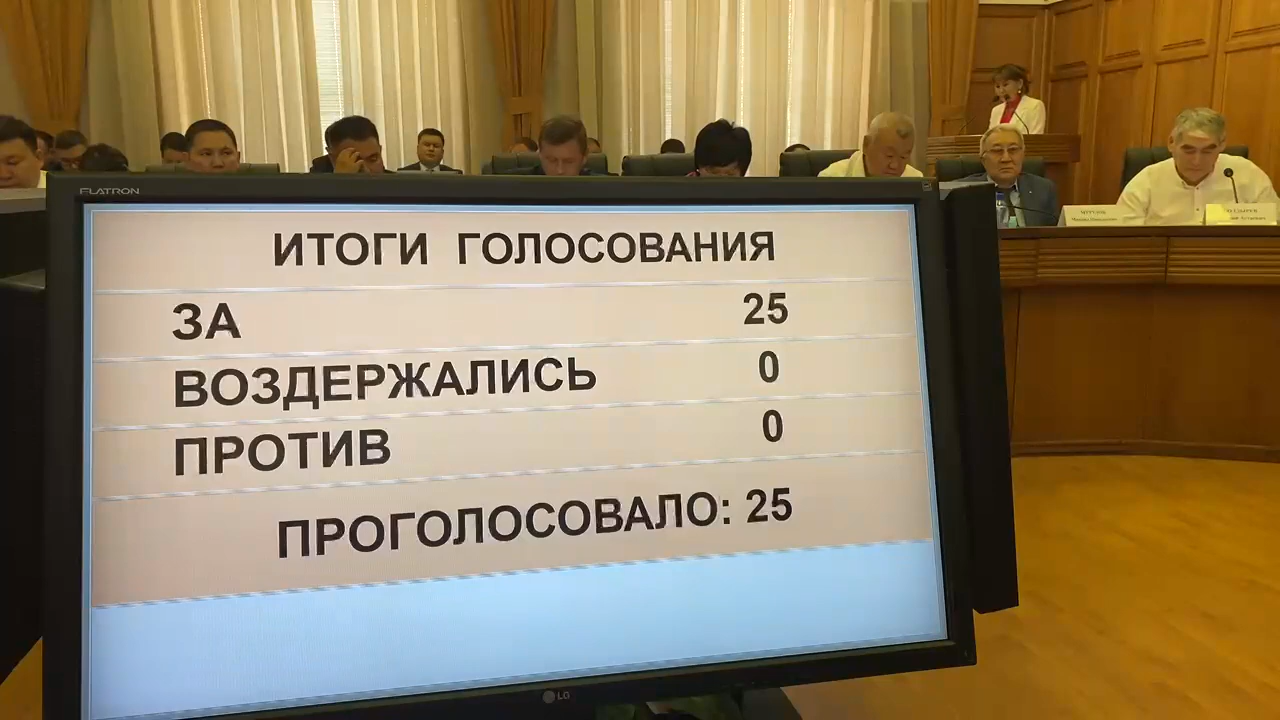 FLATRON
ИТОГИ ГОЛОСОВАНИЯ
ЗА 25
ВОЗДЕРЖАЛИСЬ 0
ПРОТИВ 0
ПРОГОЛОСОВАЛО: 25
LG